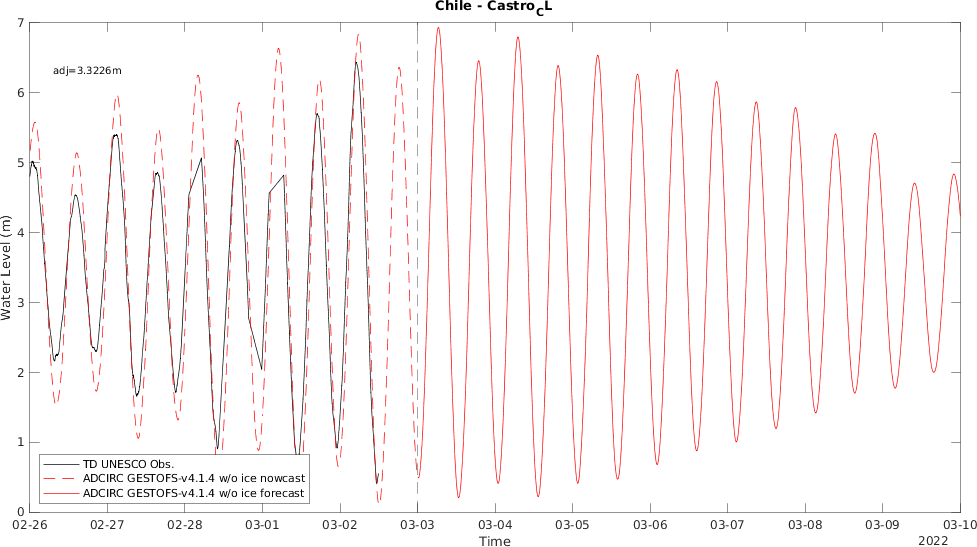 Chile - Castro_CL
7
6
5
4
3
2
1
0
Water Level (m)
adj=3.3226m
TD UNESCO Obs.
ADCIRC GESTOFS-v4.1.4 w/o ice nowcast
ADCIRC GESTOFS-v4.1.4 w/o ice forecast
02-26 02-27 02-28 03-01 03-02 03-03 03-04 03-05 03-06 03-07 03-08 03-09 03-10
Time
2022